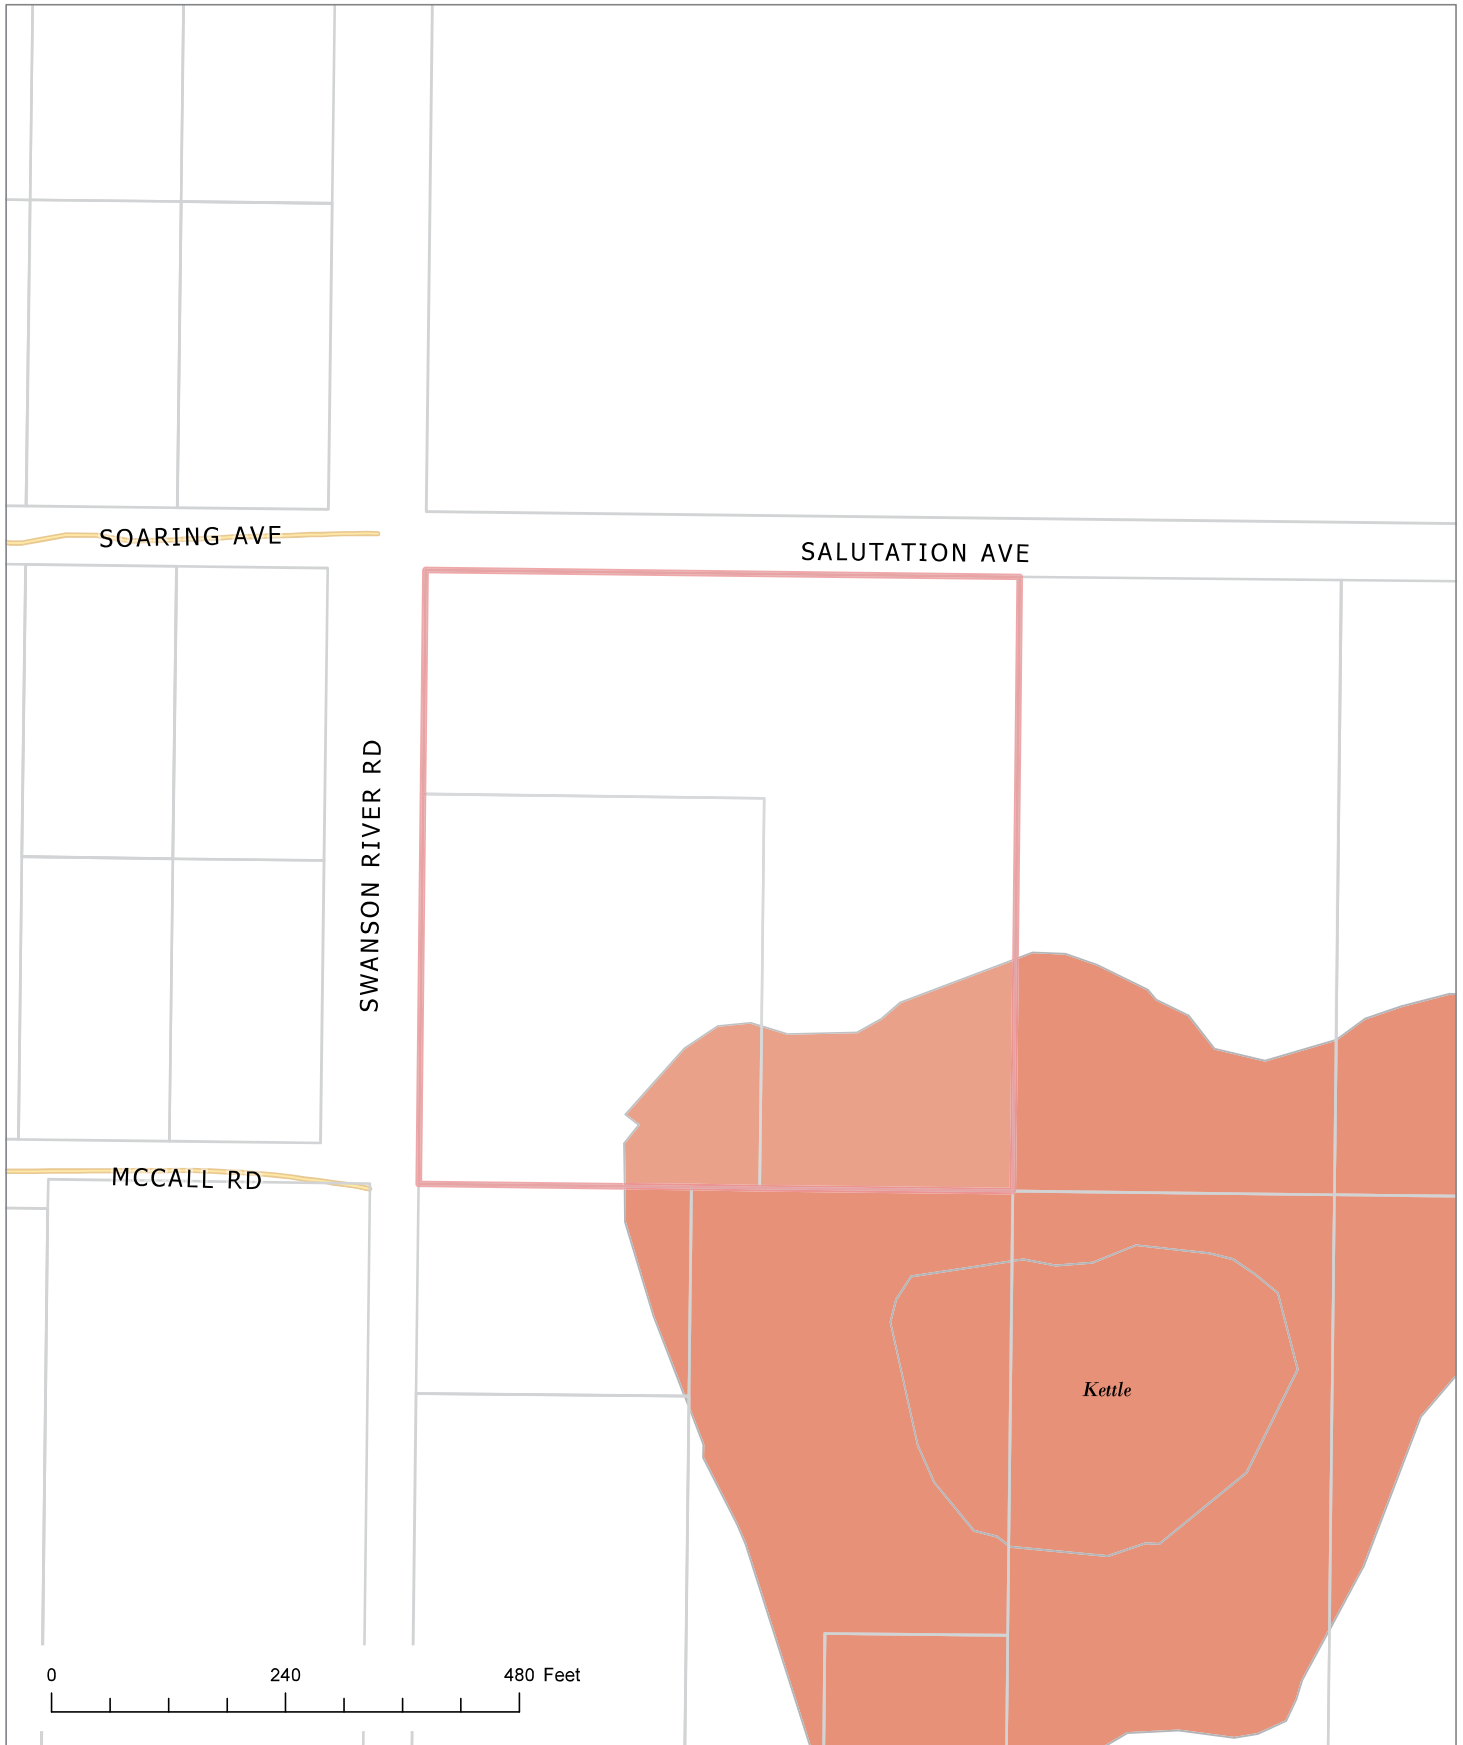 SOARING AVE
SALUTATION AVE
SWANSON RIVER RD
MCCALL RD
Kettle
0 240 480 Feet